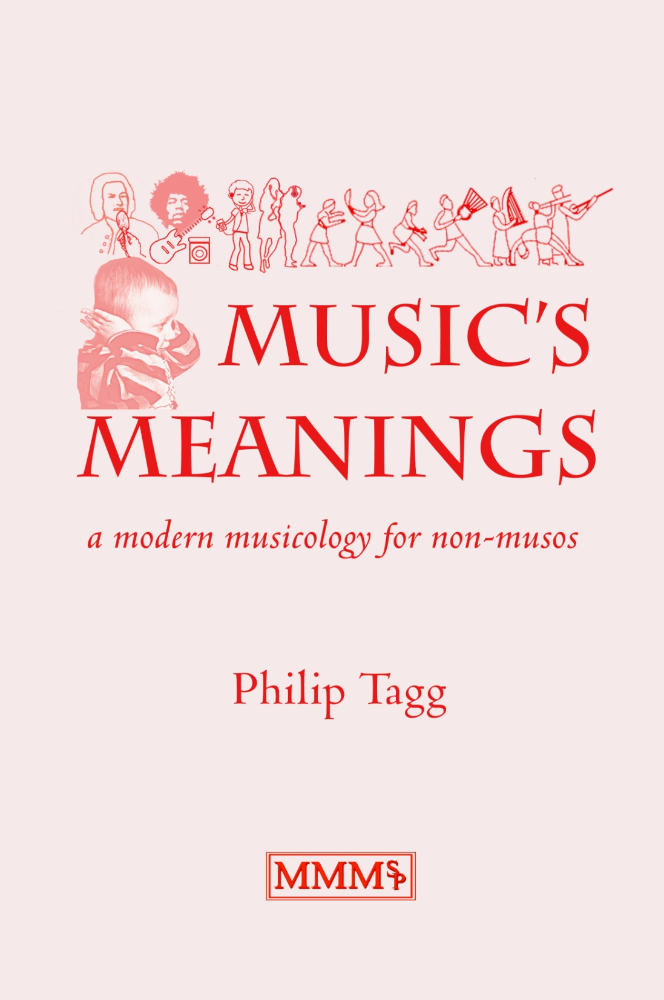 MUSIC'S
MEANINGS
a modern musicology for non-musos
Philip Tagg
MMMSP